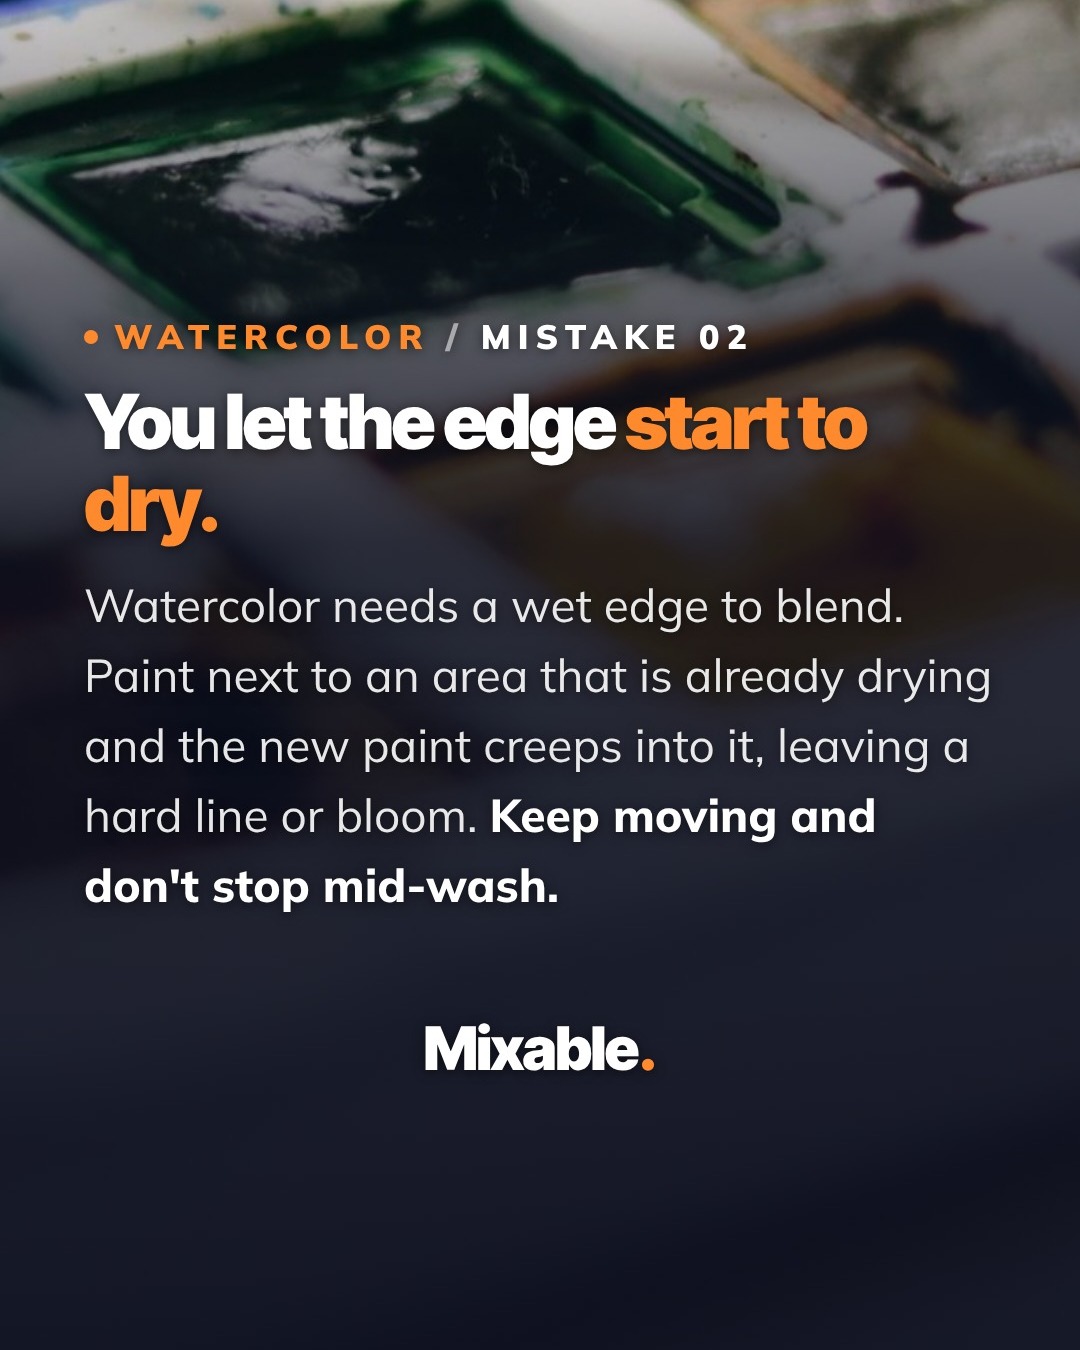 • WATERCOLOR / MISTAKE 02
You let the edge start to
dry.
Watercolor needs a wet edge to blend.
Paint next to an area that is already drying
and the new paint creeps into it, leaving a
hard line or bloom. Keep moving and
don't stop mid-wash.
Mixable.